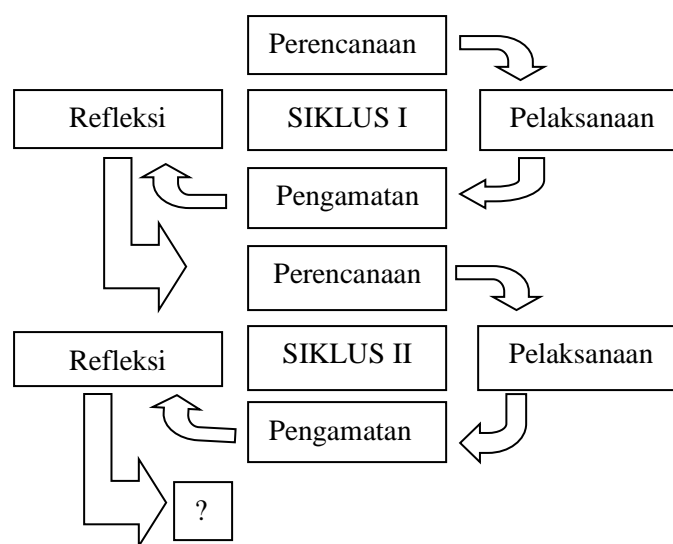 Perencanaan
Refleksi
SIKLUS I
Pelaksanaan
Pengamatan
Perencanaan
Refleksi
SIKLUS II
Pelaksanaan
Pengamatan
?